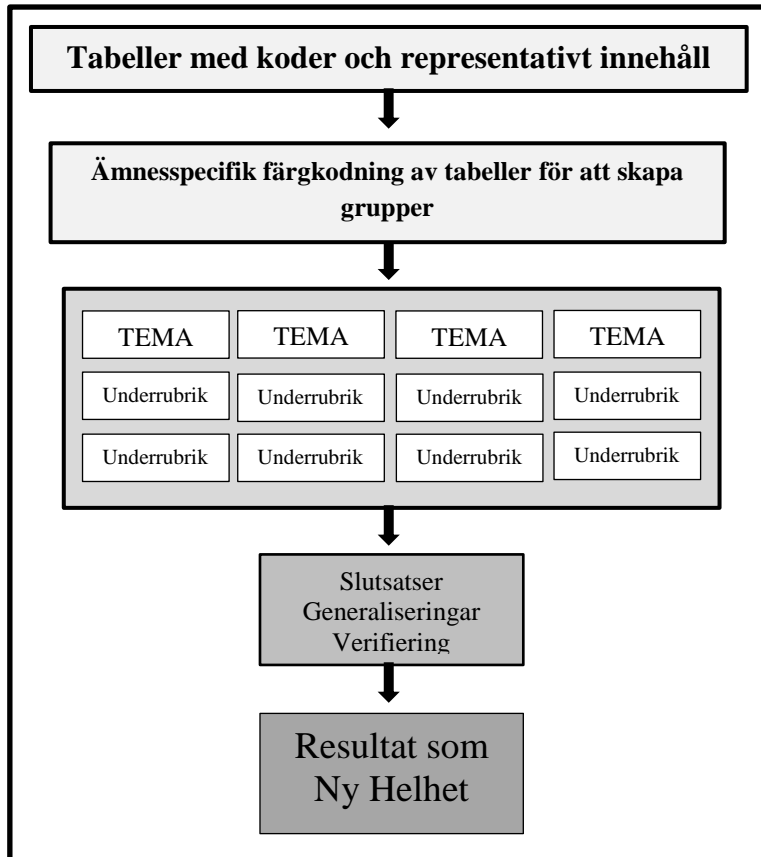 Tabeller med koder och representativt innehåll
Ämnesspecifik färgkodning av tabeller för att skapa
grupper
TEMA TEMA TEMA TEMA
Underrubrik Underrubrik Underrubrik Underrubrik
Underrubrik Underrubrik Underrubrik Underrubrik
Slutsatser
Generaliseringar
Verifiering
Resultat som
Ny Helhet